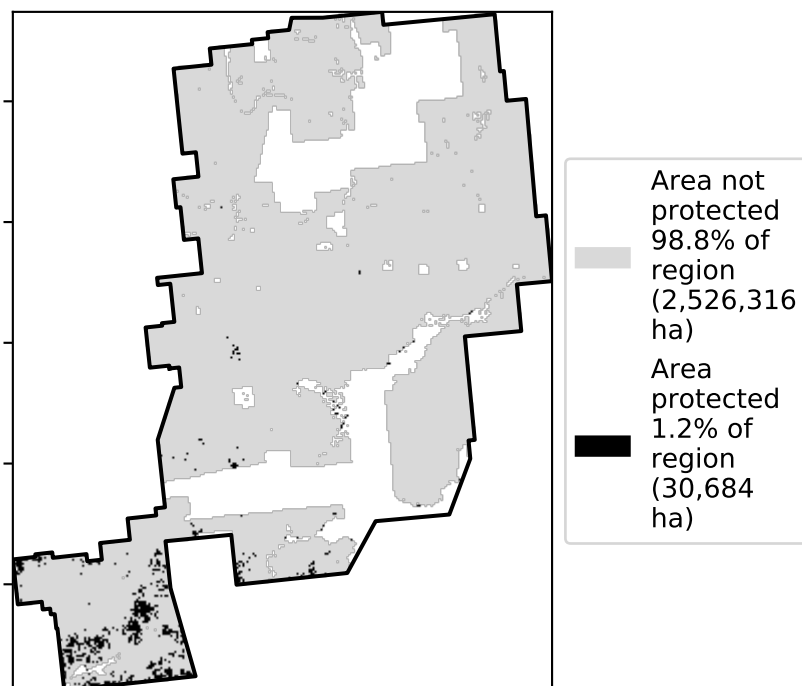 Area not
protected
98.8% of
region
(2,526,316
ha)
Area
protected
1.2% of
region
(30,684
ha)